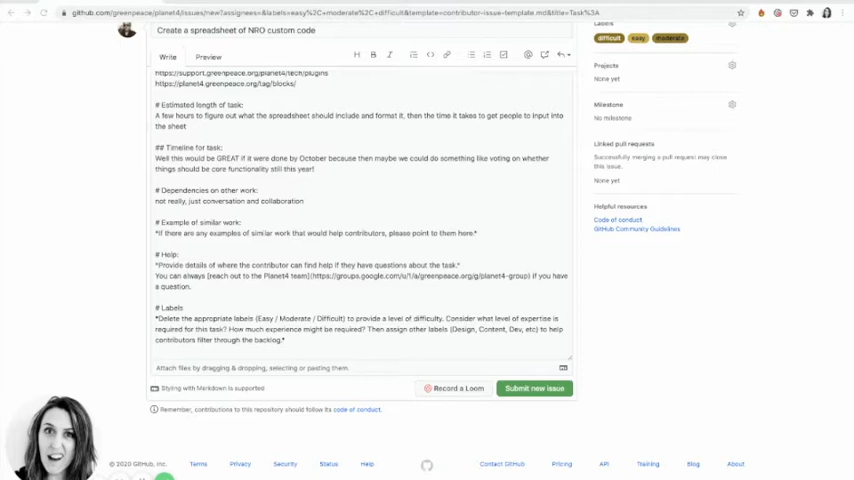 github.com/greenpeace/planet4/issues/new?assignees=&labels=easy%2C+moderate%2C+difficult&template=contributor-issue-template.md&title=Task%3A
Create a spreadsheet of NRO custom code
Labels
difficult easy moderate
Write Preview
https://support.greenpeace.org/planet4/tech/plugins
https://planet4.greenpeace.org/tag/blocks/
# Estimated length of task:
A few hours to figure out what the spreadsheet should include and format it, then the time it takes to get people to input into
the sheet
## Timeline for task:
Well this would be GREAT if it were done by October because then maybe we could do something like voting on whether
things should be core functionality still this year!
# Dependencies on other work:
not really, just conversation and collaboration
# Example of similar work:
*If there are any examples of similar work that would help contributors, please point to them here.*
# Help:
*Provide details of where the contributor can find help if they have questions about the task.*
You can always [reach out to the Planet4 team](https://groups.google.com/u/1/a/greenpeace.org/g/planet4-group) if you have
a question.
# Labels
*Delete the appropriate labels (Easy / Moderate / Difficult) to provide a level of difficulty. Consider what level of expertise is
required for this task? How much experience might be required? Then assign other labels (Design, Content, Dev, etc) to help
contributors filter through the backlog.*
Attach files by dragging & dropping, selecting or pasting them.
Styling with Markdown is supported
Record a Loom
Submit new issue
Remember, contributions to this repository should follow its code of conduct.
Projects
None yet
Milestone
No milestone
Linked pull requests
Successfully merging a pull request may close
this issue.
None yet
Helpful resources
Code of conduct
GitHub Community Guidelines
© 2020 GitHub, Inc. Terms Privacy Security Status Help Contact GitHub Pricing API Training Blog About